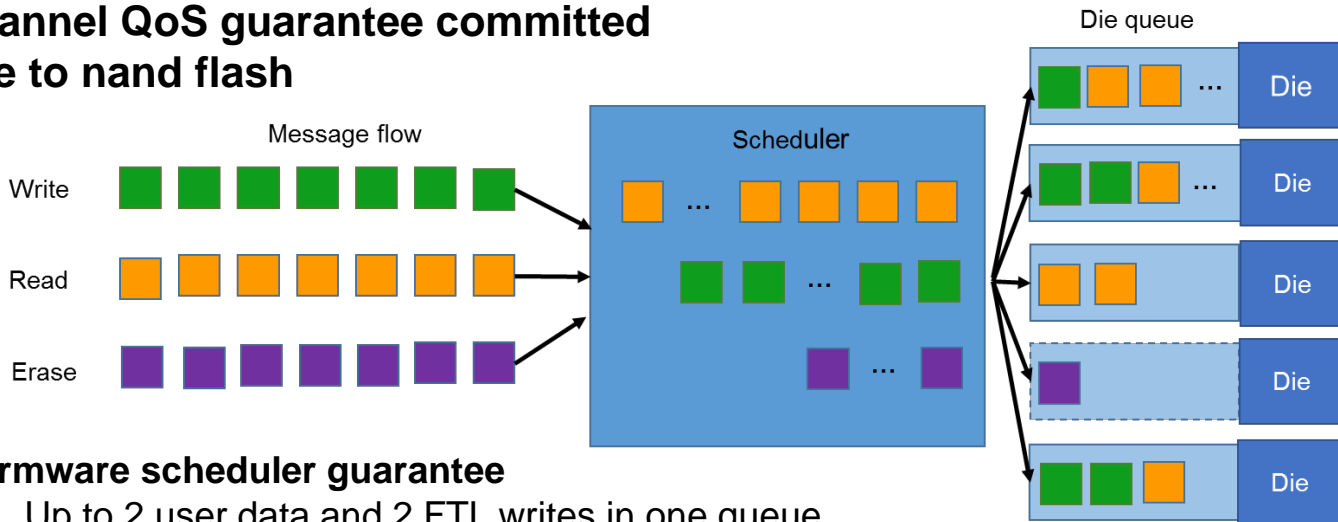 annel QoS guarantee committed
e to nand flash
Die queue
Message flow
Scheduler
Write
Read
Erase
...
...
...
...
...
Die
Die
Die
Die
Die
rmware scheduler guarantee
Up to 2 user data and 2 FTL writes in one queue